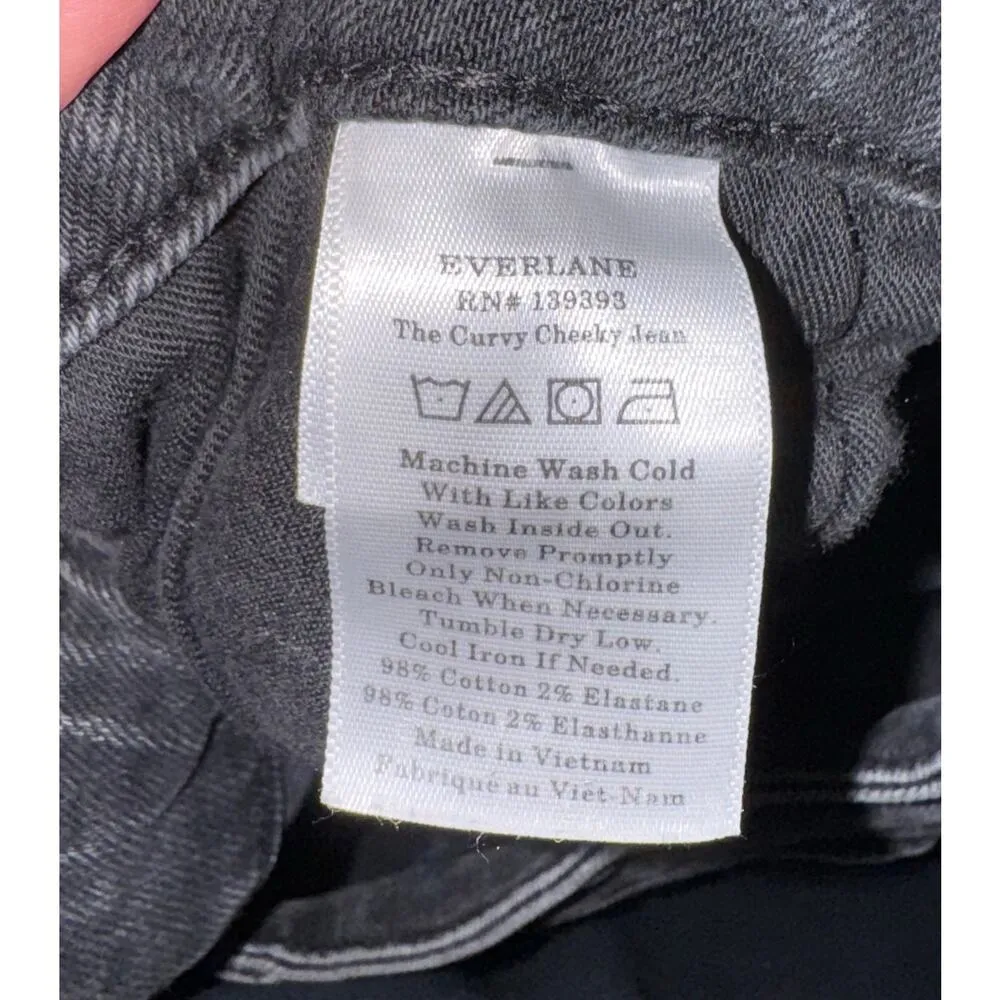 EVERLANE
RN# 139393
The Curvy Cheeky Jean
Machine Wash Cold
With Like Colors
Wash Inside Out.
Remove Promptly
Only Non-Chlorine
Bleach When Necessary.
Tumble Dry Low.
Cool Iron If Needed.
98% Cotton 2% Elastane
98% Coton 2% Elasthanne
Made in Vietnam
Fabriqué au Viet-Nam